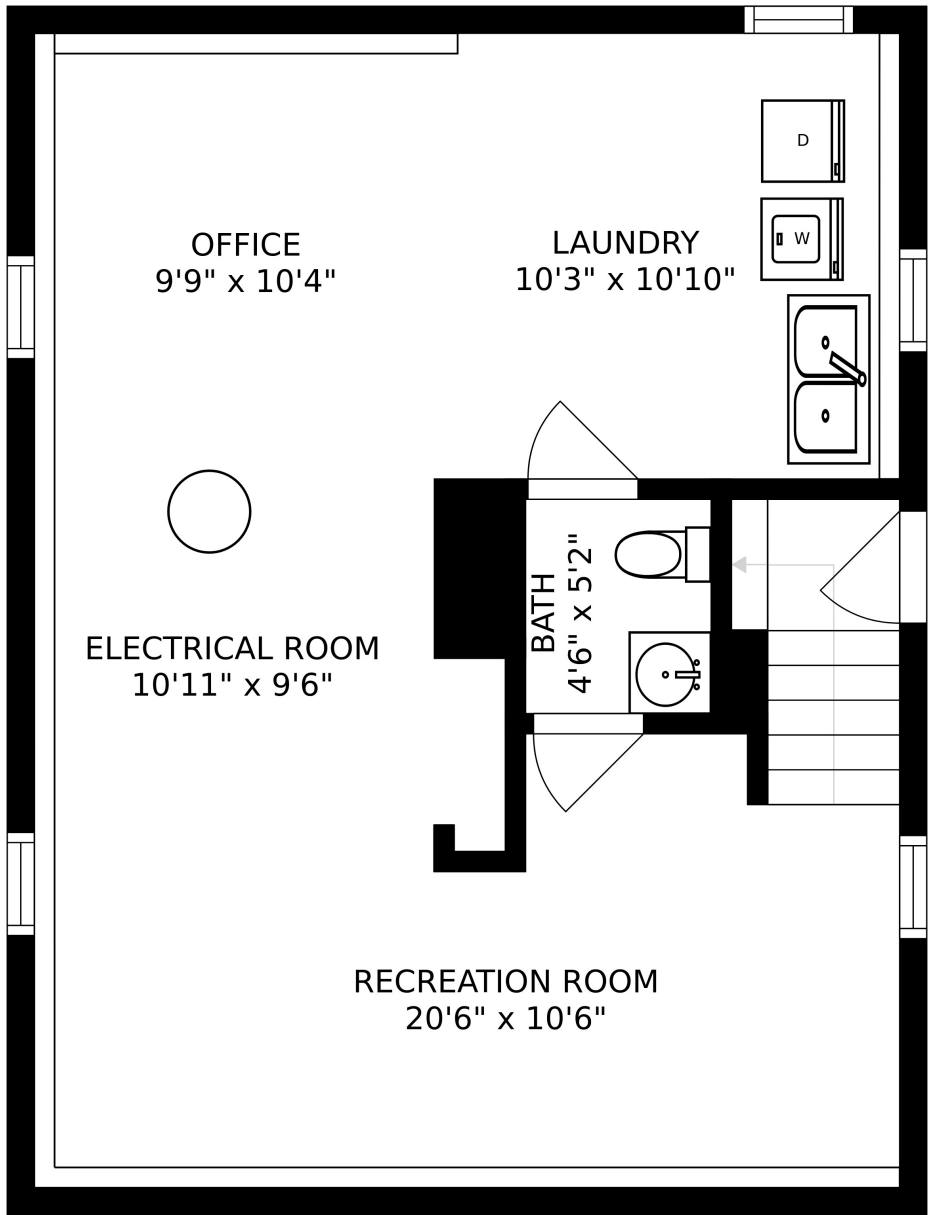 D
W
OFFICE
9'9" x 10'4"
LAUNDRY
10'3" x 10'10"
BATH
4'6" x 5'2"
ELECTRICAL ROOM
10'11" x 9'6"
RECREATION ROOM
20'6" x 10'6"